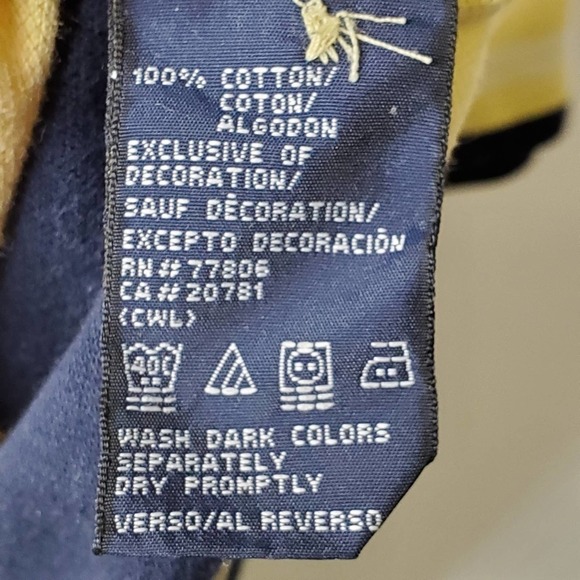 100% COTTON/
COTON/
ALGODON
EXCLUSIVE OF
DECORATION/
SAUF DÉCORATION/
EXCEPTO DECORACIÓN
RN#77806
CA#20781
(CWL)
40C
WASH DARK COLORS
SEPARATELY
DRY PROMPTLY
VERSO/AL REVERSO